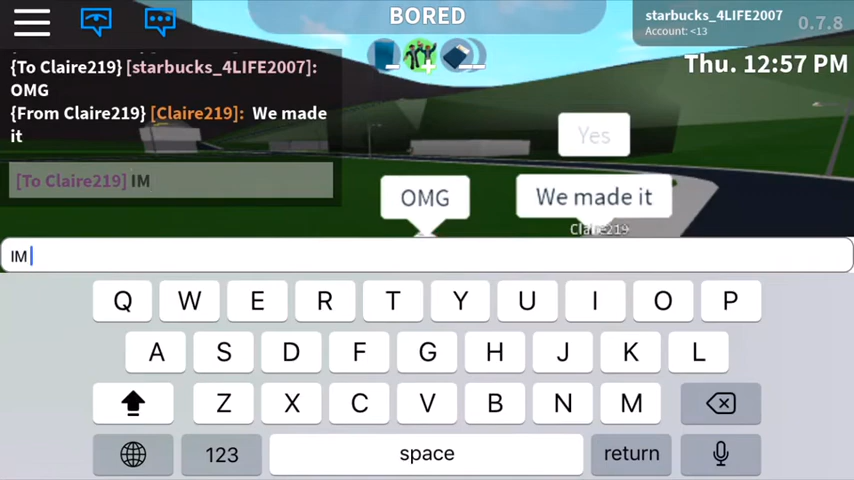 BORED
starbucks_4LIFE2007
Account: <13
0.7.8
Thu. 12:57 PM
{To Claire219} [starbucks_4LIFE2007]:
OMG
{From Claire219} [Claire219]: We made
it
[To Claire219] IM
Yes
OMG
We made it
Claire219
IM
Q W E R T Y U I O P
A S D F G H J K L
Z X C V B N M
123 space return